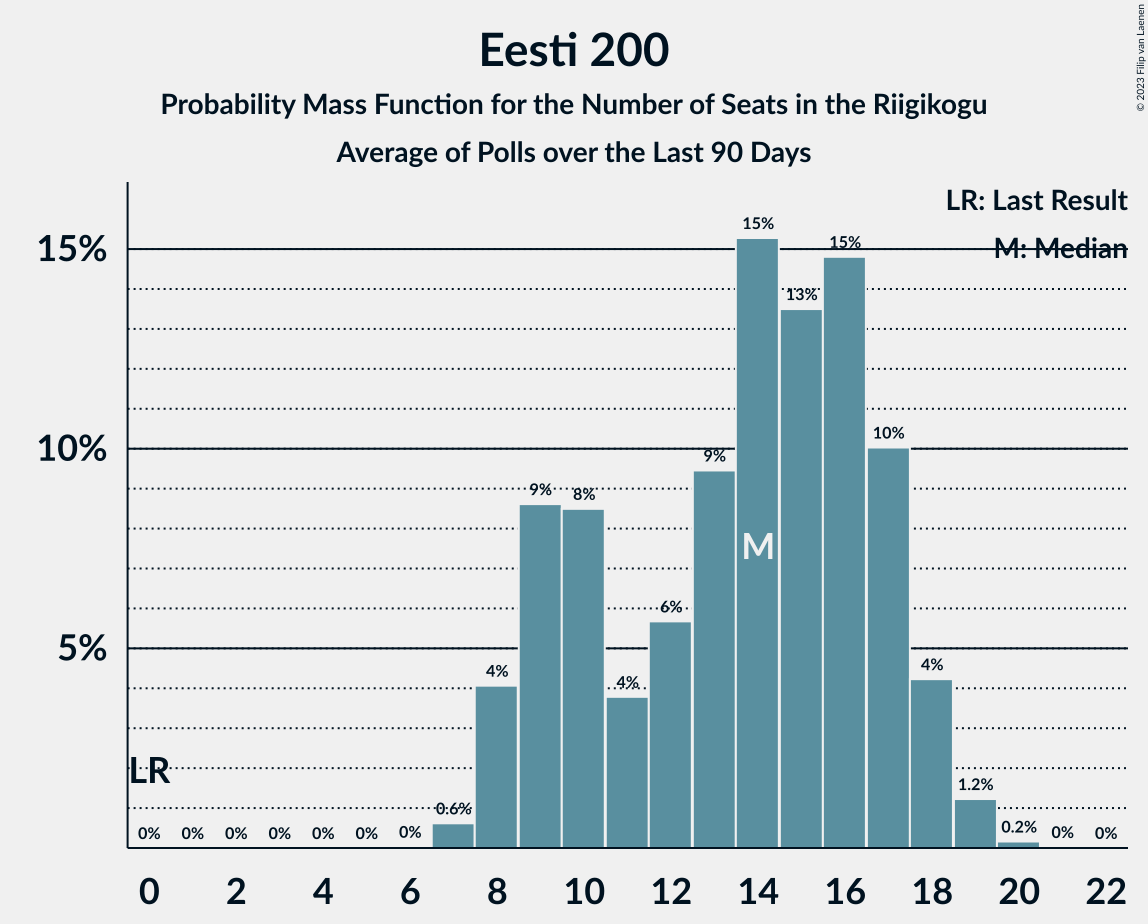 Eesti 200
Probability Mass Function for the Number of Seats in the Riigikogu
Average of Polls over the Last 90 Days
© 2023 Filip van Laenen
LR: Last Result
M: Median
15%
10%
5%
0% 0% 0% 0% 0% 0% 0% 0.6% 4% 9% 8% 4% 6% 9% 15% 13% 15% 10% 4% 1.2% 0.2% 0% 0%
M
LR
0 2 4 6 8 10 12 14 16 18 20 22